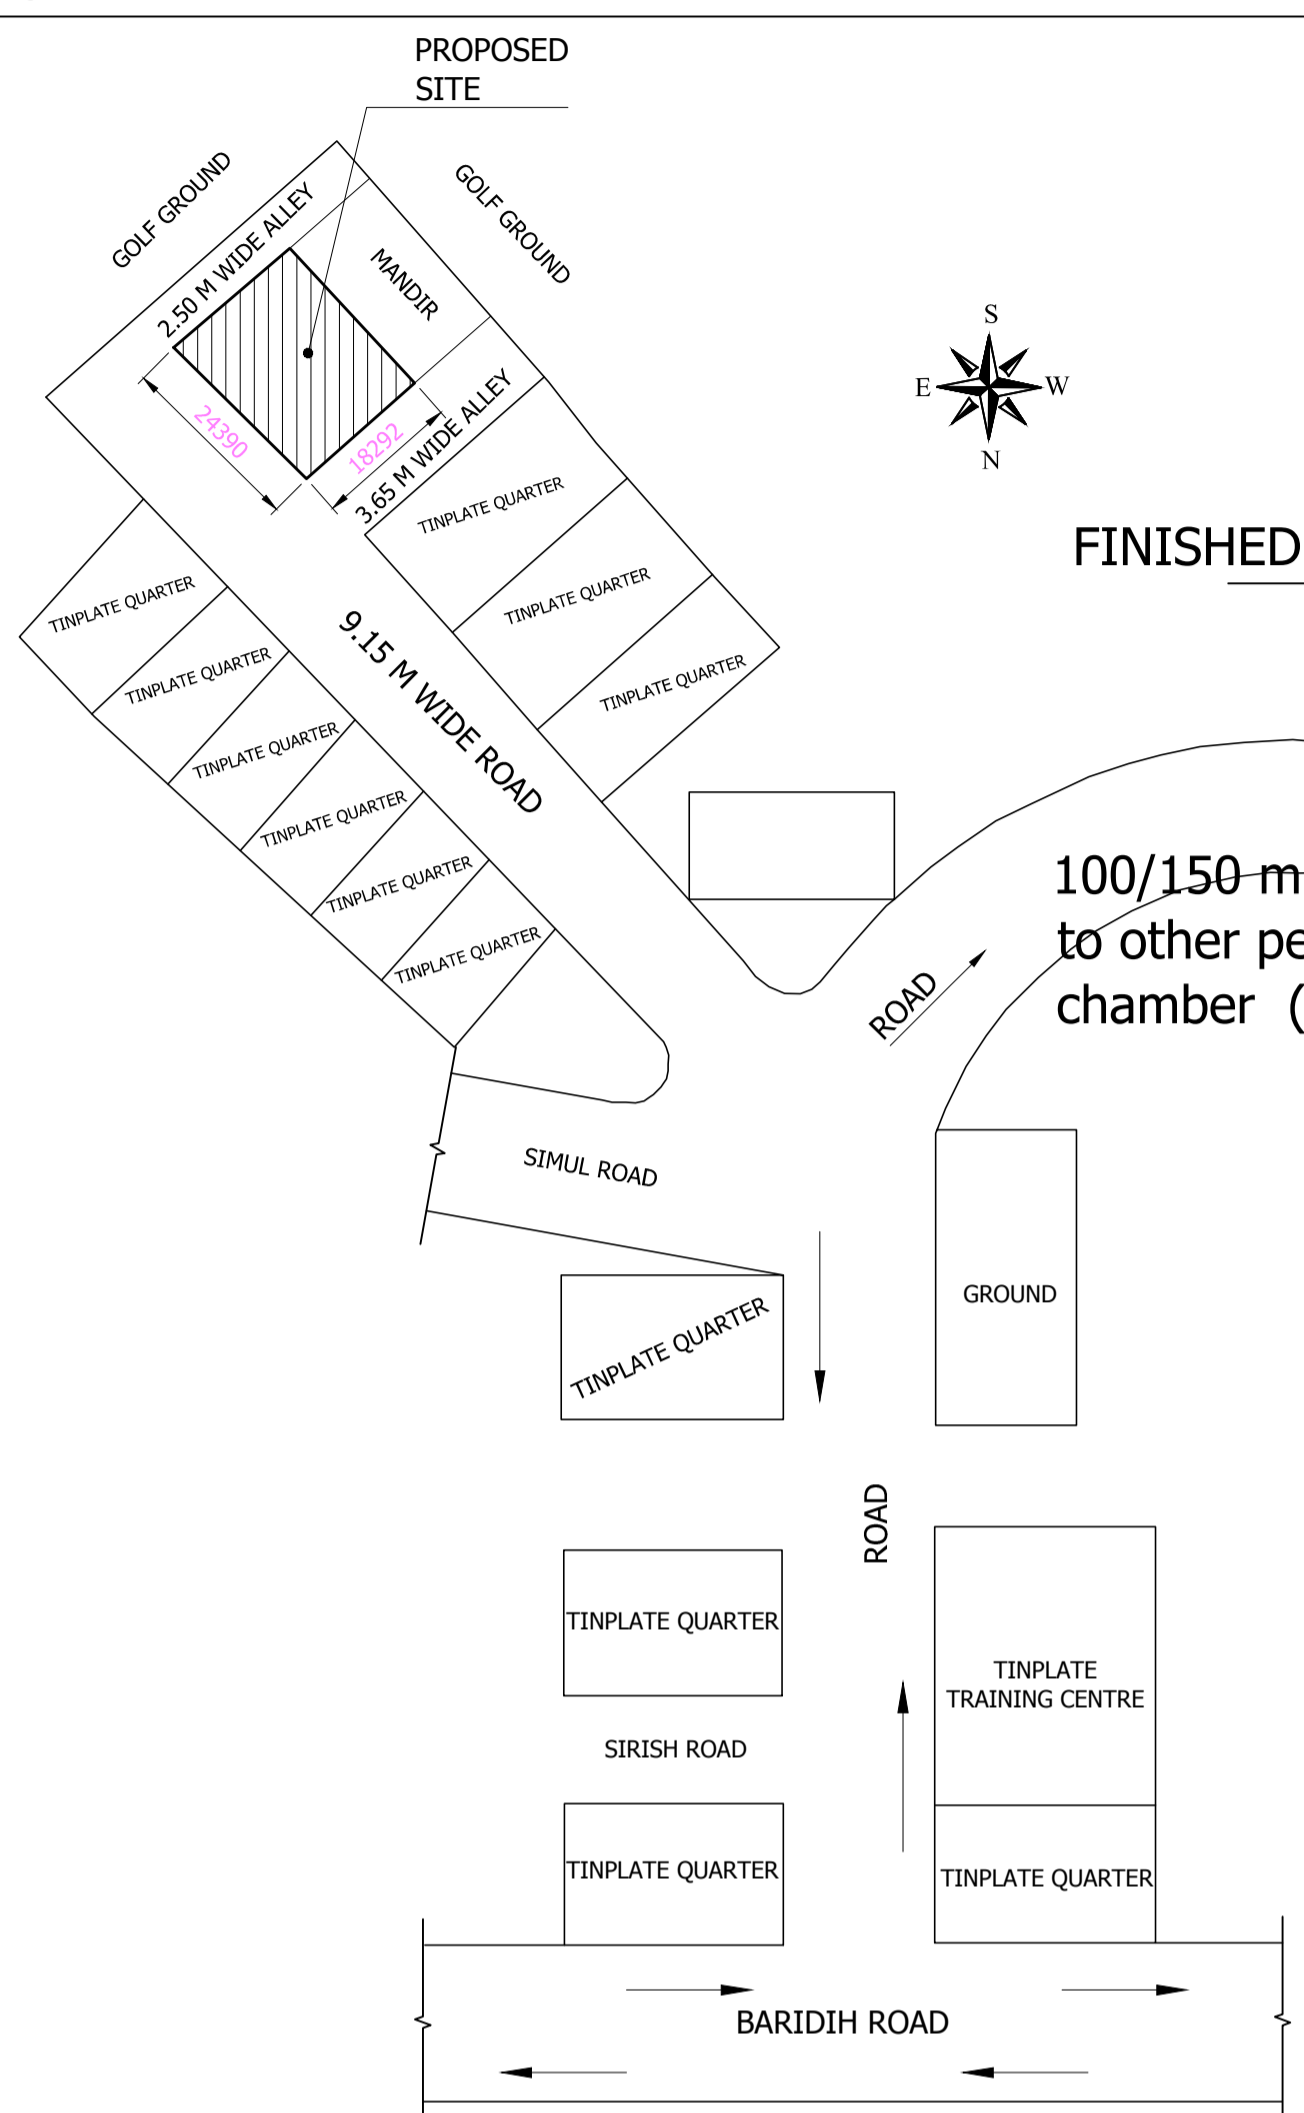 PROPOSED
SITE
GOLF GROUND
GOLF GROUND
2.50 M WIDE ALLEY
MANDIR
S
E
W
N
24390
18292
3.65 M WIDE ALLEY
TINPLATE QUARTER
FINISHED
TINPLATE QUARTER
TINPLATE QUARTER
9.15 M WIDE ROAD
TINPLATE QUARTER
TINPLATE QUARTER
TINPLATE QUARTER
TINPLATE QUARTER
TINPLATE QUARTER
TINPLATE QUARTER
100/150 m
to other pe
chamber (
ROAD
SIMUL ROAD
GROUND
TINPLATE QUARTER
ROAD
TINPLATE QUARTER
TINPLATE
TRAINING CENTRE
SIRISH ROAD
TINPLATE QUARTER
TINPLATE QUARTER
BARIDIH ROAD